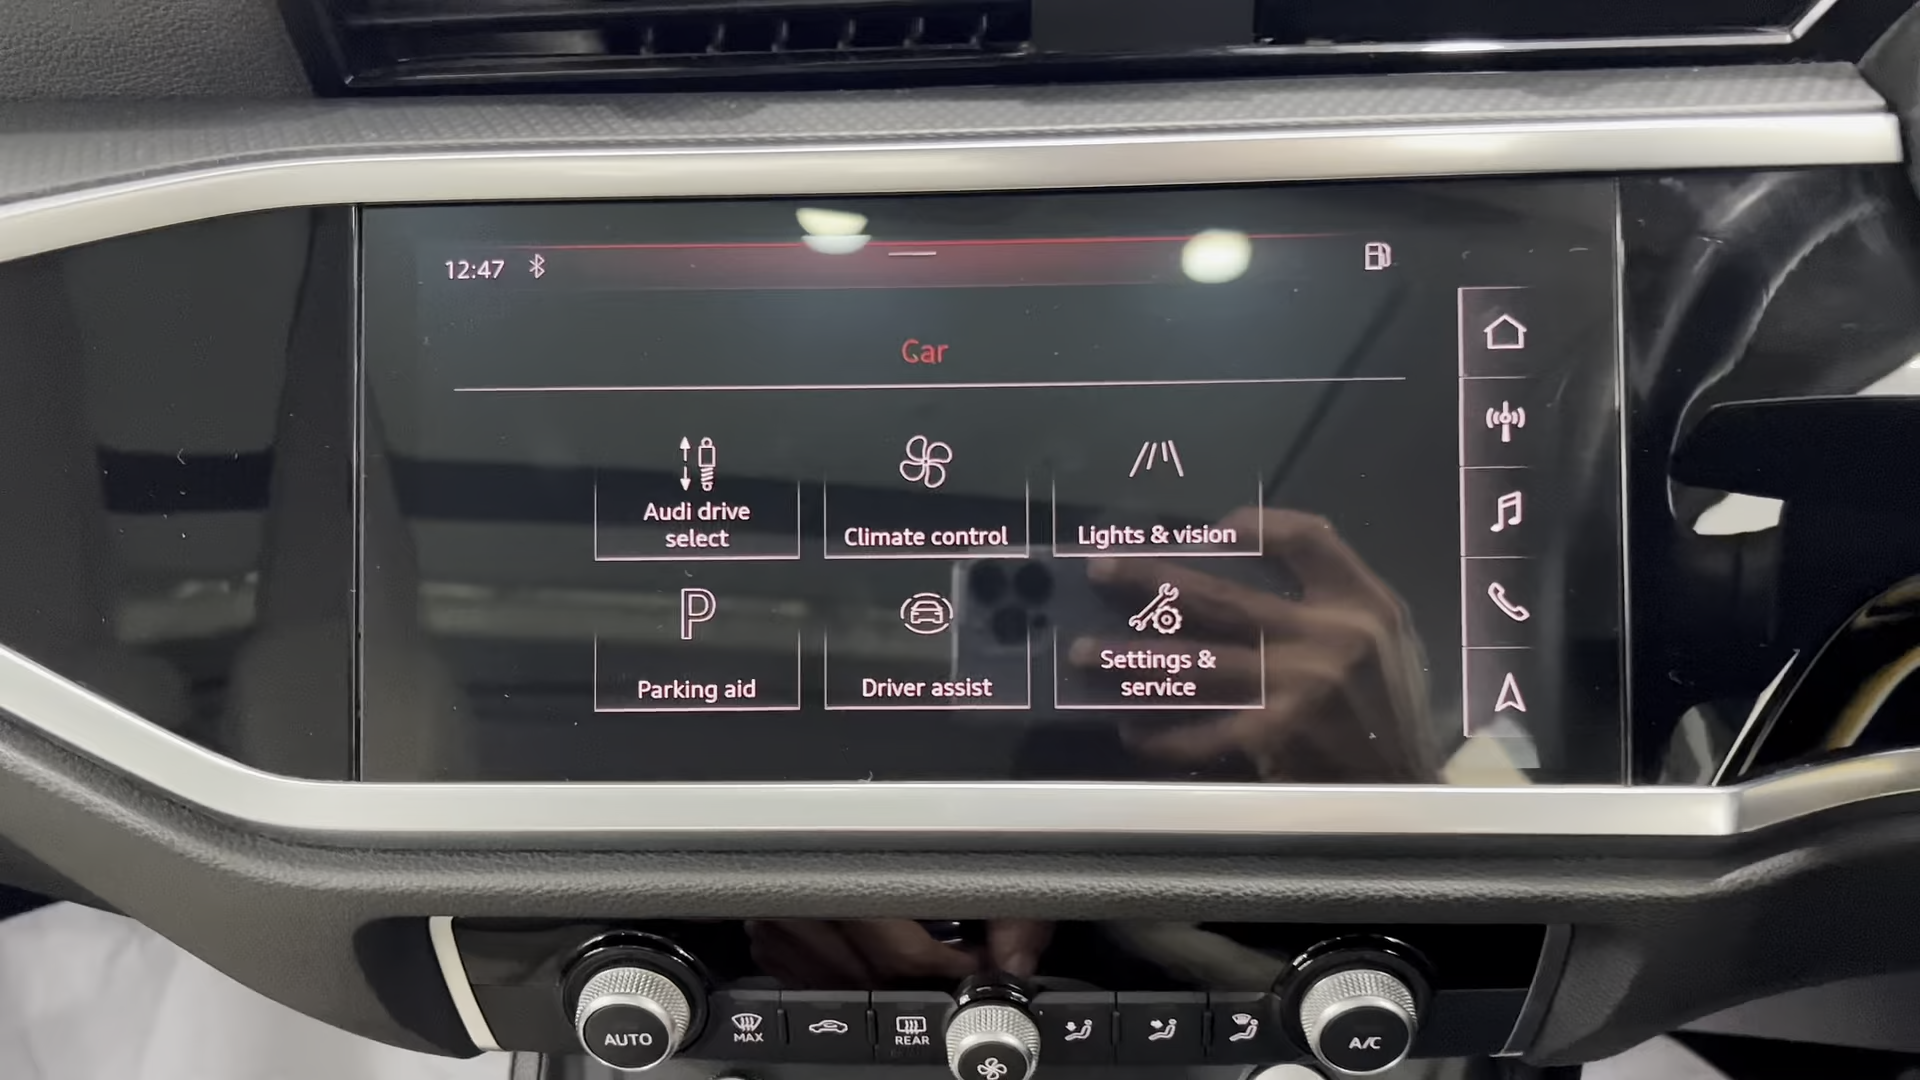 12:47
Car
Audi drive
select
Climate control
Lights & vision
P
Parking aid
Driver assist
Settings &
service
AUTO
MAX
REAR
A/C